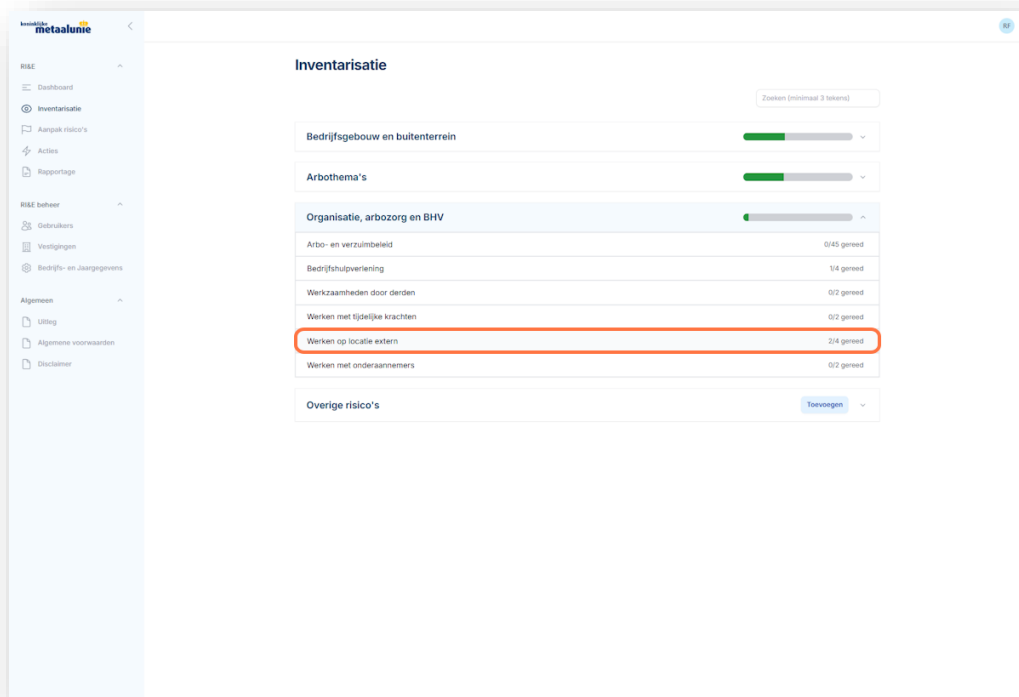 koninklijke
metaalunie
RF
RI&E
Dashboard
Inventarisatie
Aanpak risico's
Acties
Rapportage
RI&E beheer
Gebruikers
Vestigingen
Bedrijfs- en Jaargegevens
Algemeen
Uitleg
Algemene voorwaarden
Disclaimer
Inventarisatie
Zoeken (minimaal 3 tekens)
Bedrijfsgebouw en buitenterrein
Arbothema's
Organisatie, arbozorg en BHV
Arbo- en verzuimbeleid 0/45 gereed
Bedrijfshulpverlening 1/4 gereed
Werkzaamheden door derden 0/2 gereed
Werken met tijdelijke krachten 0/2 gereed
Werken op locatie extern 2/4 gereed
Werken met onderaannemers 0/2 gereed
Overige risico's Toevoegen